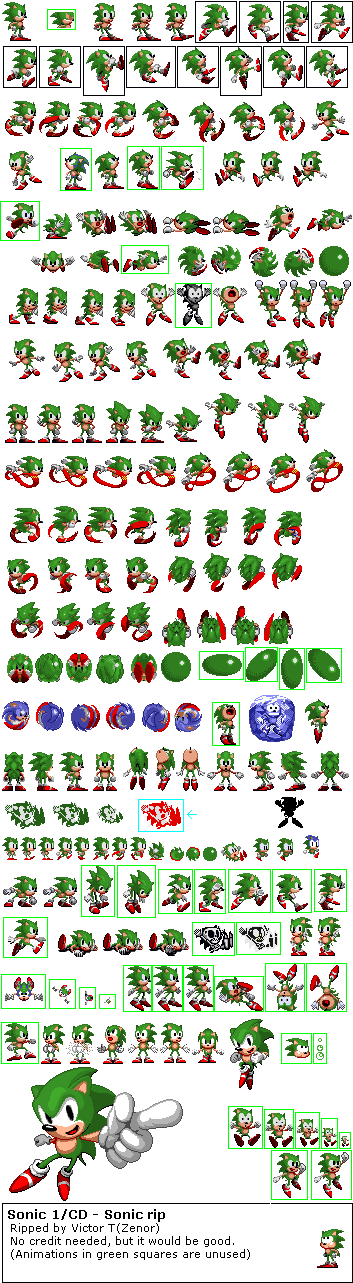 Sonic 1/CD - Sonic rip
Ripped by Victor T(Zenor)
No credit needed, but it would be good.
(Animations in green squares are unused)